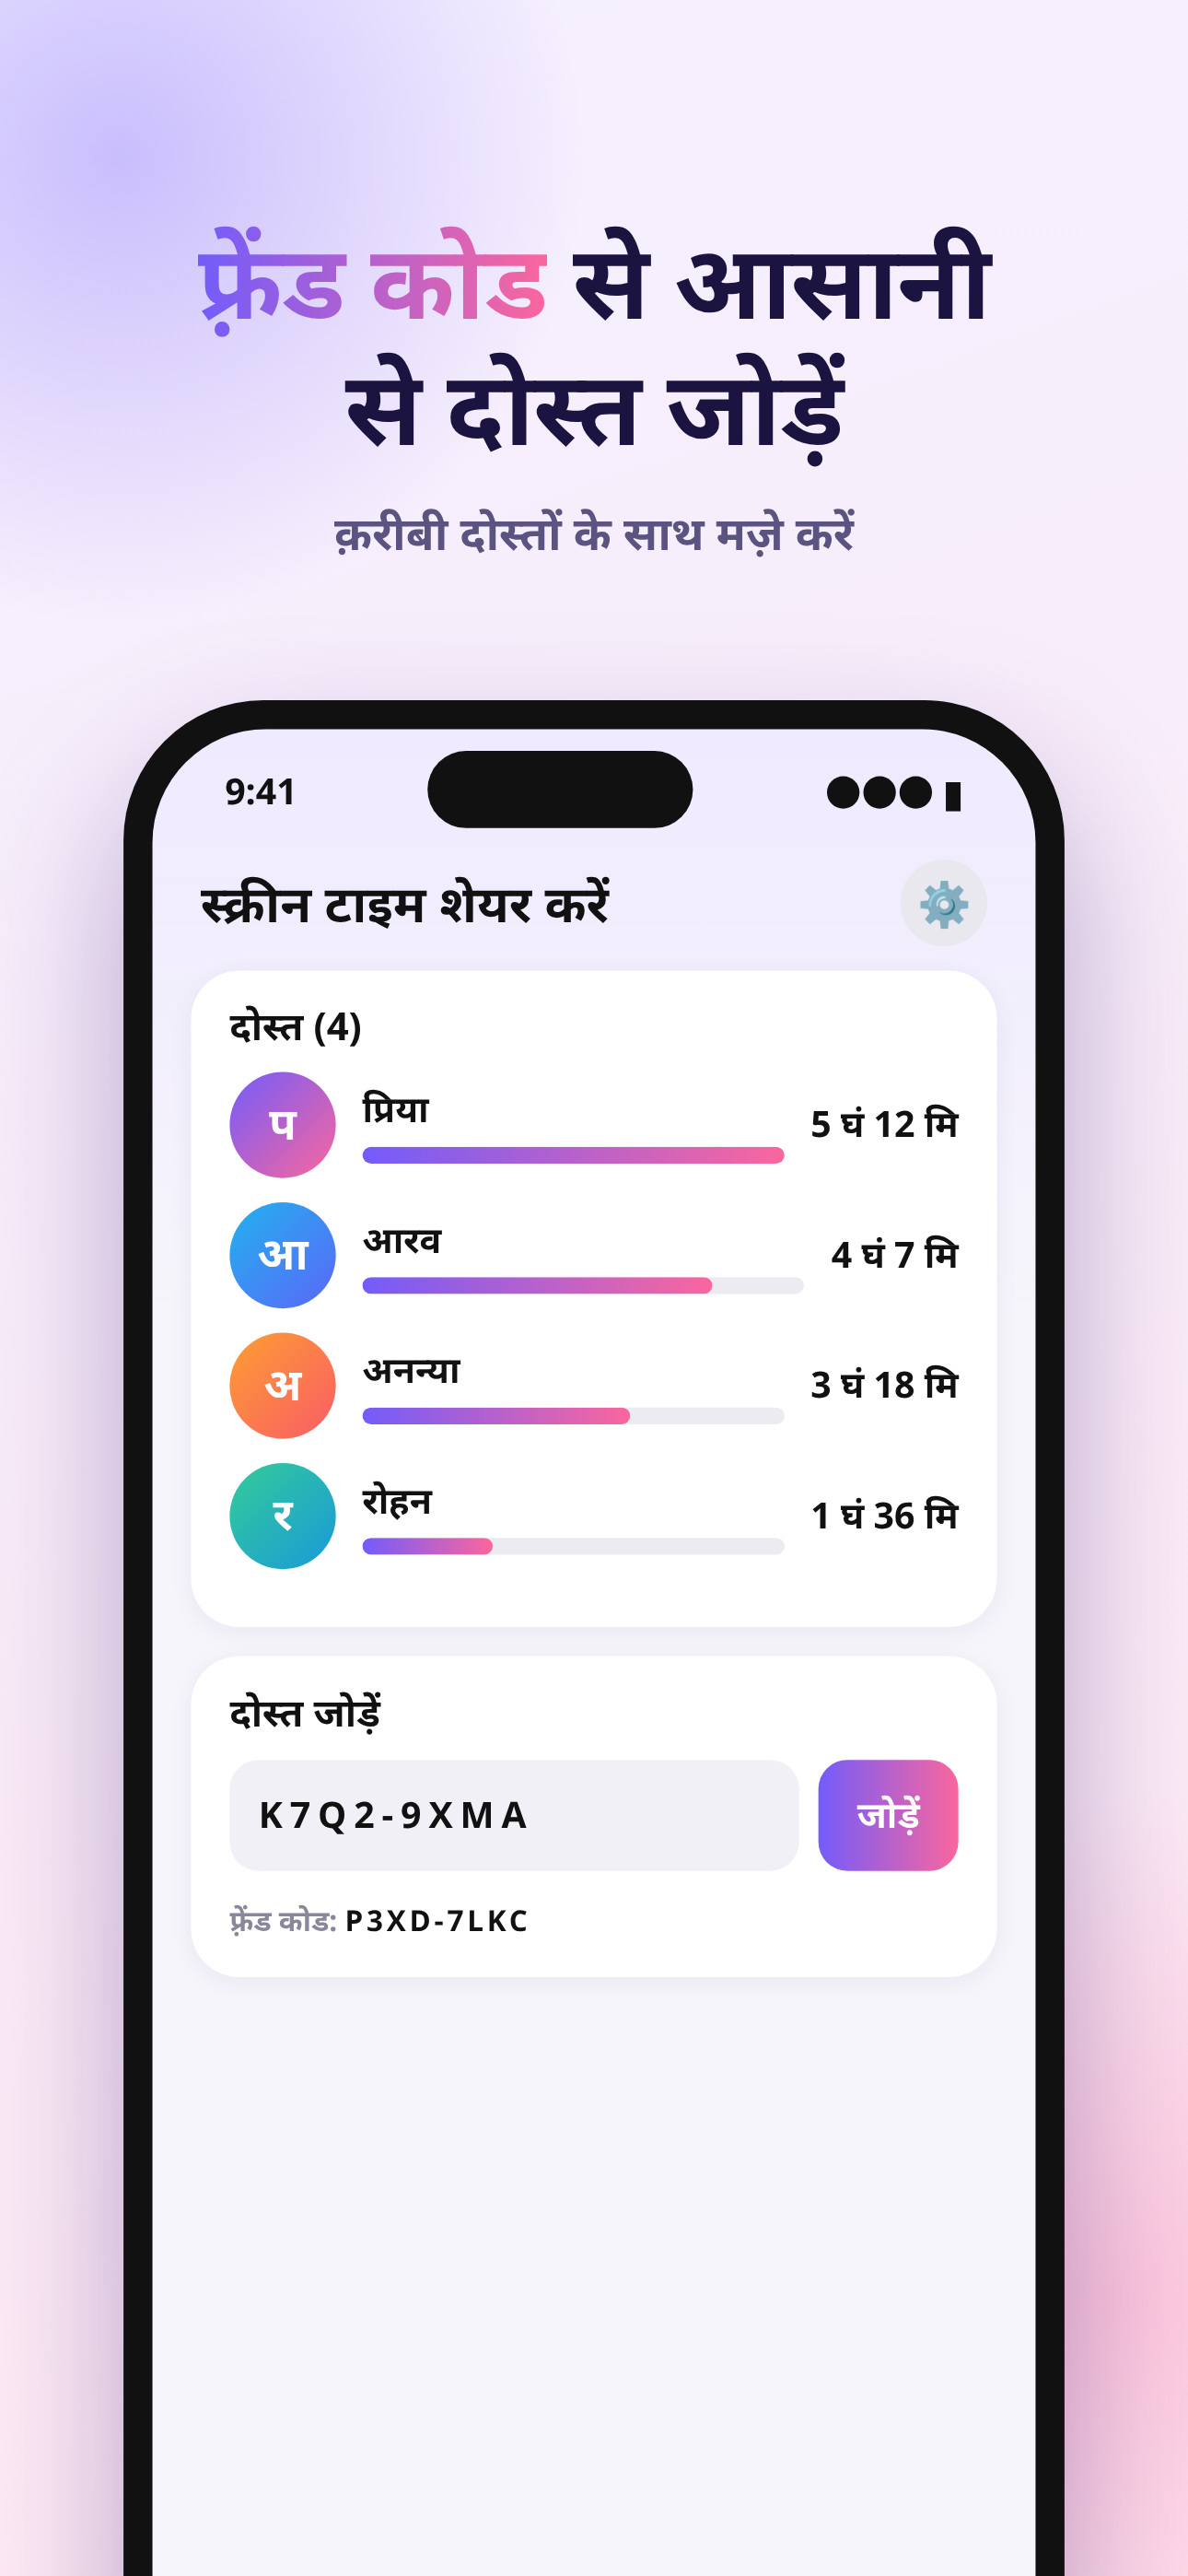 फ़्रेंड कोड से आसानी
से दोस्त जोड़ें
क़रीबी दोस्तों के साथ मज़े करें
9:41
स्क्रीन टाइम शेयर करें
दोस्त (4)
प
प्रिया
5 घं 12 मि
आ
आरव
4 घं 7 मि
अ
अनन्या
3 घं 18 मि
र
रोहन
1 घं 36 मि
दोस्त जोड़ें
K7Q2-9XMA
जोड़ें
फ़्रेंड कोड: P3XD-7LKC